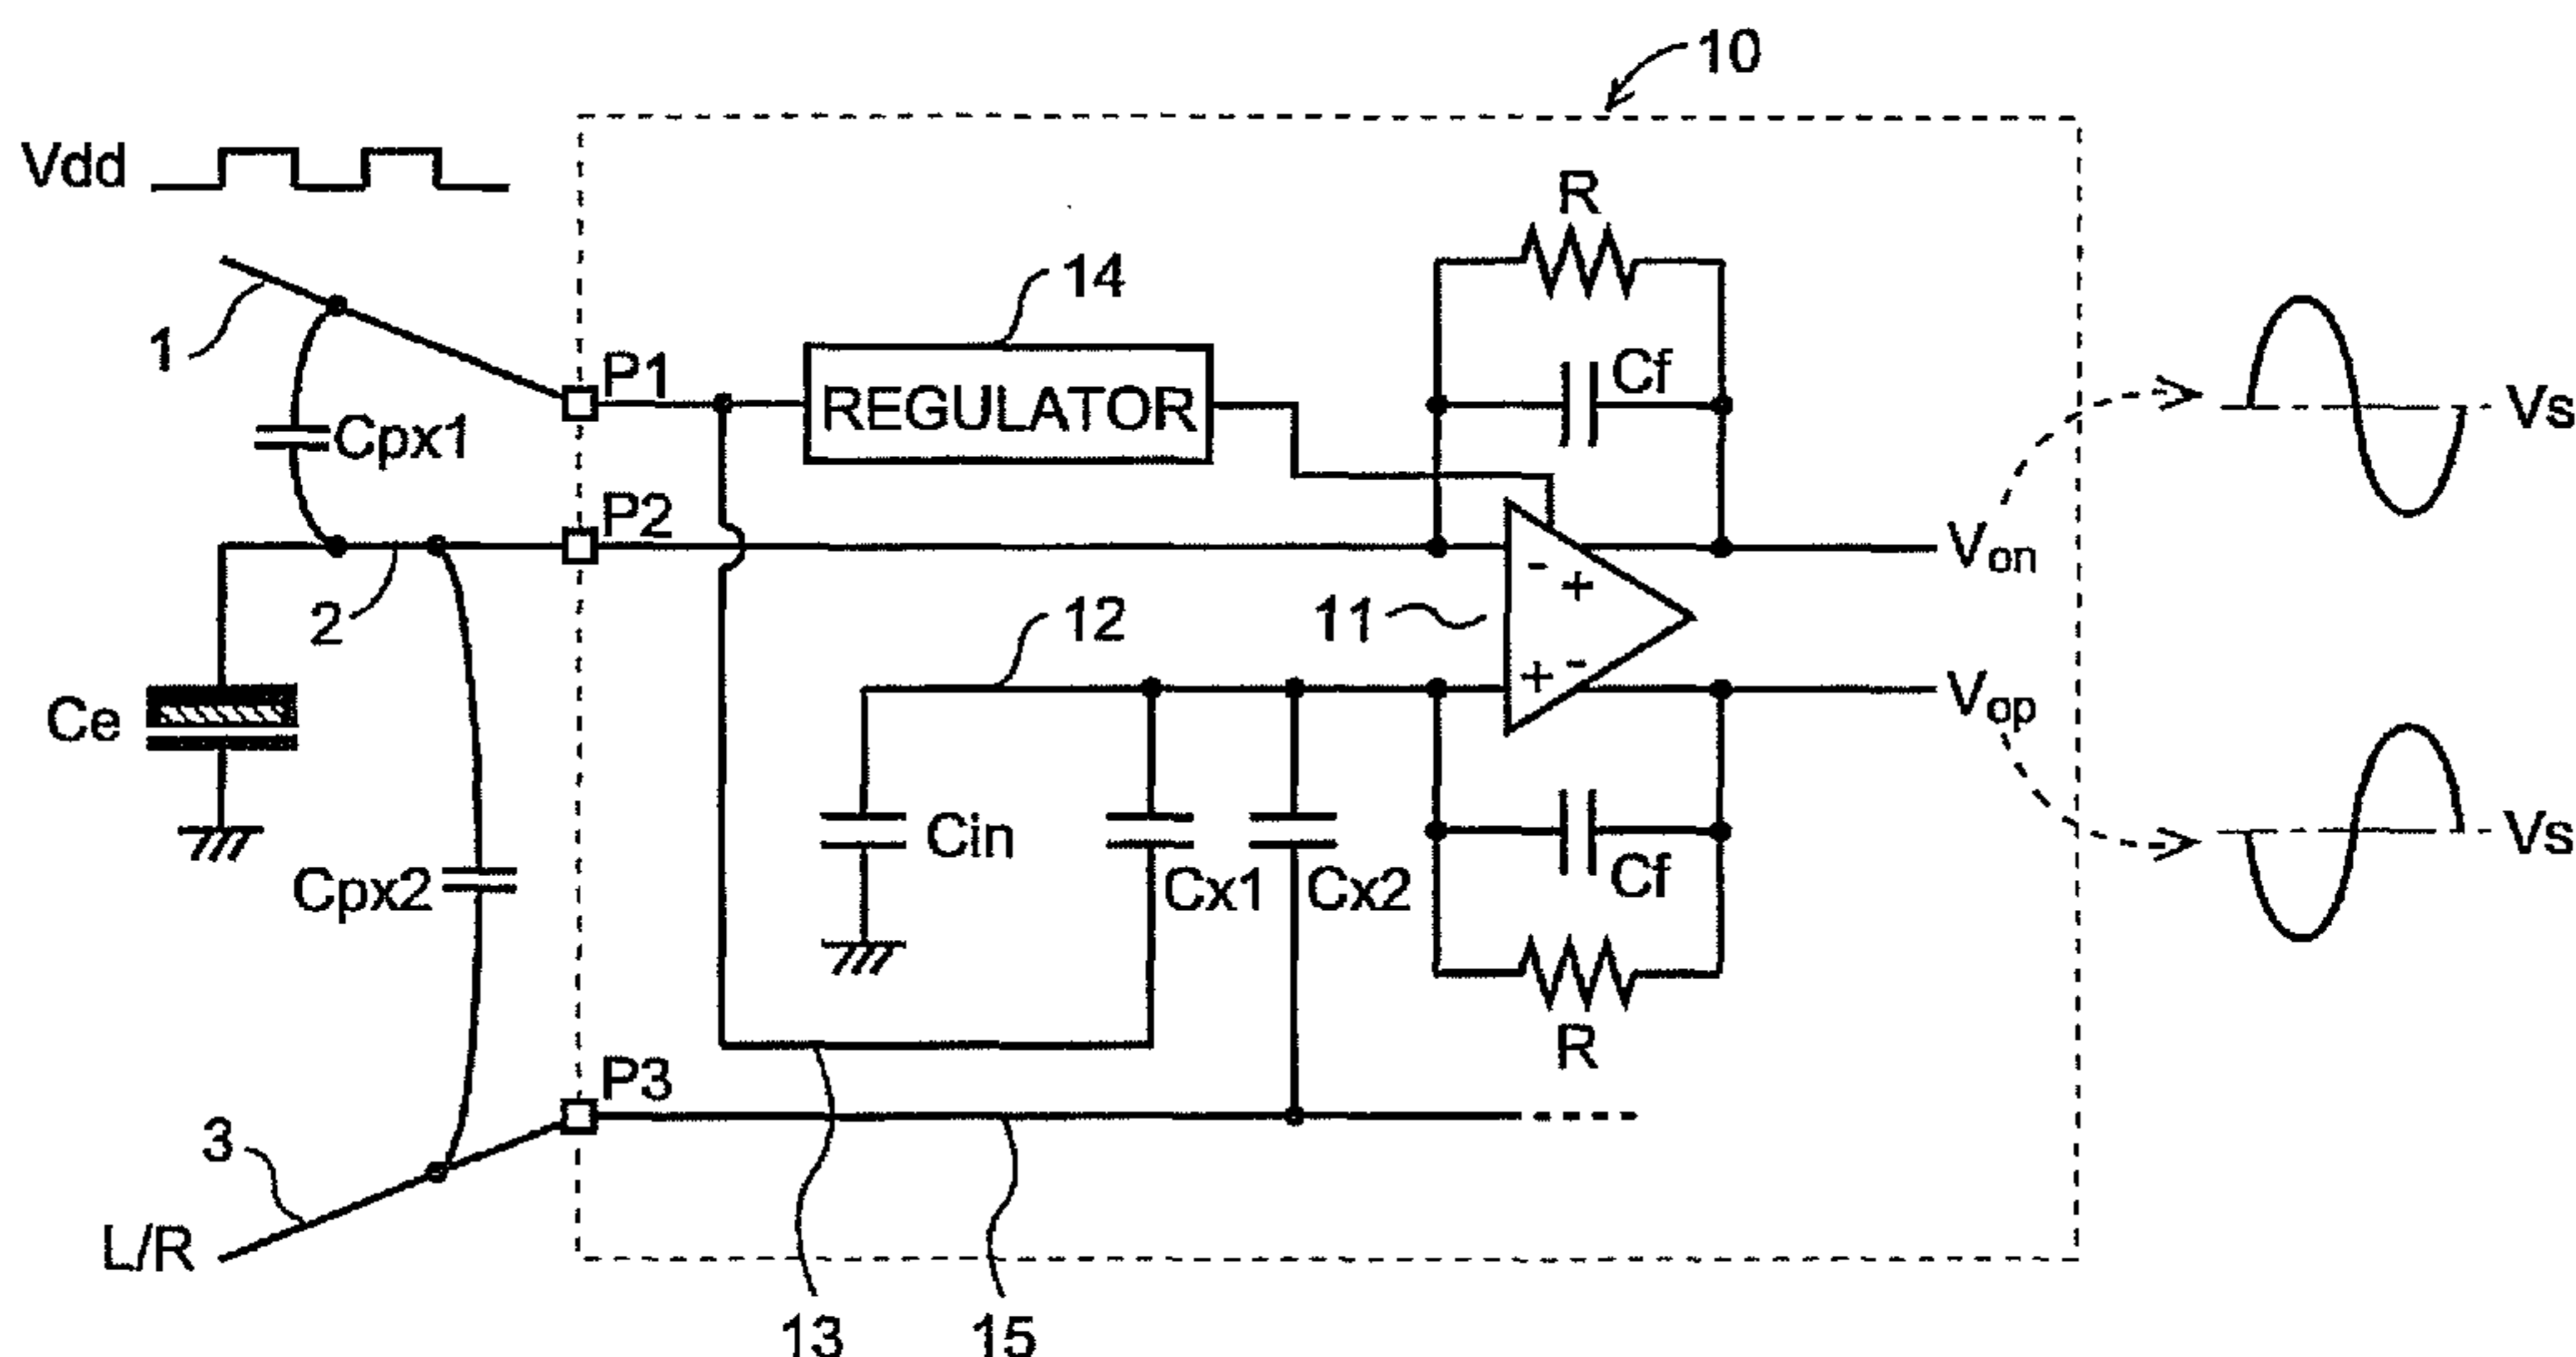 10
Vdd
R
14
1
P1
REGULATOR
Cf
Vs
Cpx1
P2
- +
Von
2
12
11
+ -
Vop
Ce
Cin
Cx1
Cx2
Cf
Vs
Cpx2
R
P3
3
L/R
13
15